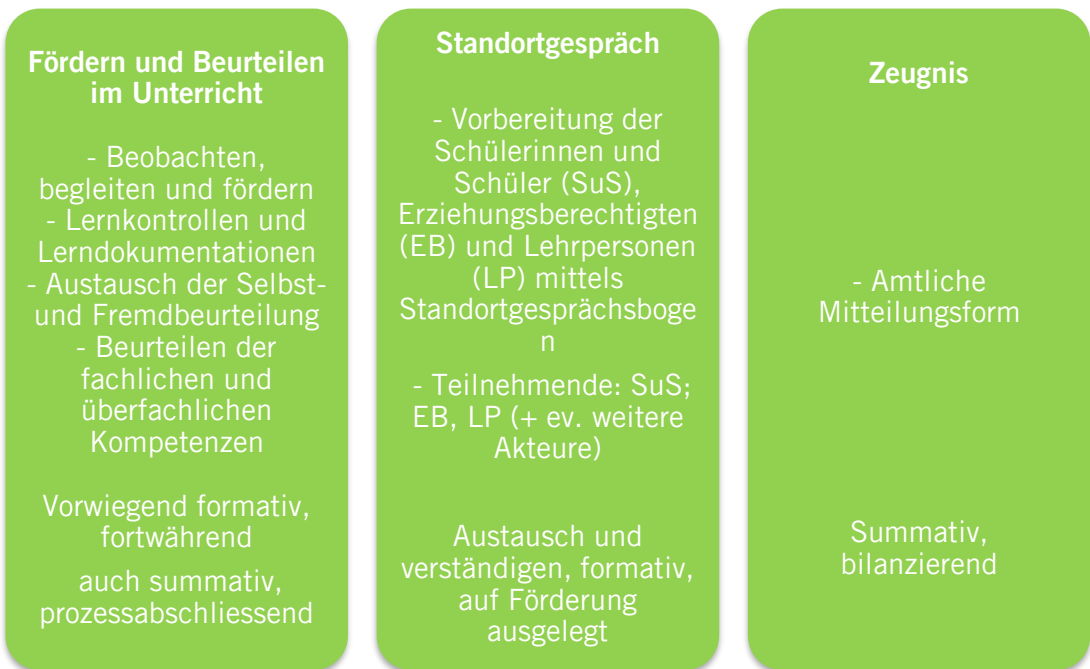 Fördern und Beurteilen
im Unterricht
- Beobachten,
begleiten und fördern
- Lernkontrollen und
Lerndokumentationen
- Austausch der Selbst-
und Fremdbeurteilung
- Beurteilen der
fachlichen und
überfachlichen
Kompetenzen
Vorwiegend formativ,
fortwährend
auch summativ,
prozessabschliessend
Standortgespräch
- Vorbereitung der
Schülerinnen und
Schüler (SuS),
Erziehungsberechtigten
(EB) und Lehrpersonen
(LP) mittels
Standortgesprächsboge
n
- Teilnehmende: SuS;
EB, LP (+ ev. weitere
Akteure)
Austausch und
verständigen, formativ,
auf Förderung
ausgelegt
Zeugnis
- Amtliche
Mitteilungsform
Summativ,
bilanzierend